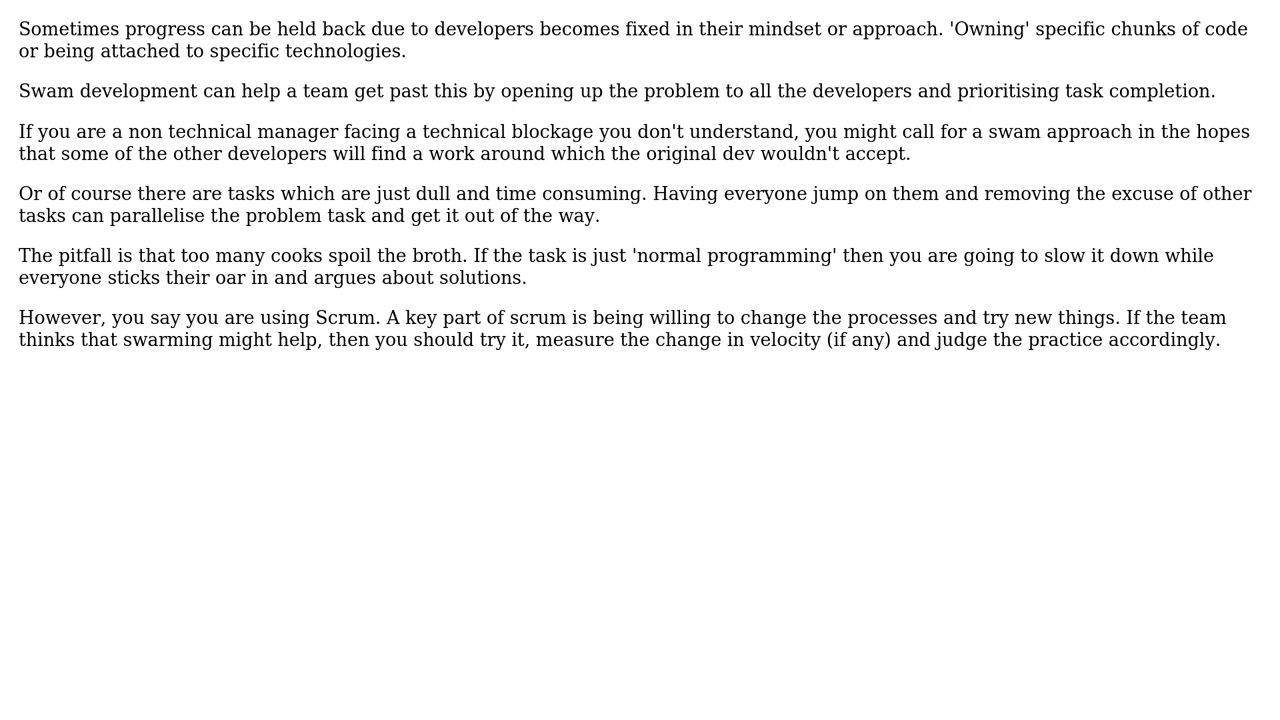 Sometimes progress can be held back due to developers becomes fixed in their mindset or approach. 'Owning' specific chunks of code
or being attached to specific technologies.
Swam development can help a team get past this by opening up the problem to all the developers and prioritising task completion.
If you are a non technical manager facing a technical blockage you don't understand, you might call for a swam approach in the hopes
that some of the other developers will find a work around which the original dev wouldn't accept.
Or of course there are tasks which are just dull and time consuming. Having everyone jump on them and removing the excuse of other
tasks can parallelise the problem task and get it out of the way.
The pitfall is that too many cooks spoil the broth. If the task is just 'normal programming' then you are going to slow it down while
everyone sticks their oar in and argues about solutions.
However, you say you are using Scrum. A key part of scrum is being willing to change the processes and try new things. If the team
thinks that swarming might help, then you should try it, measure the change in velocity (if any) and judge the practice accordingly.